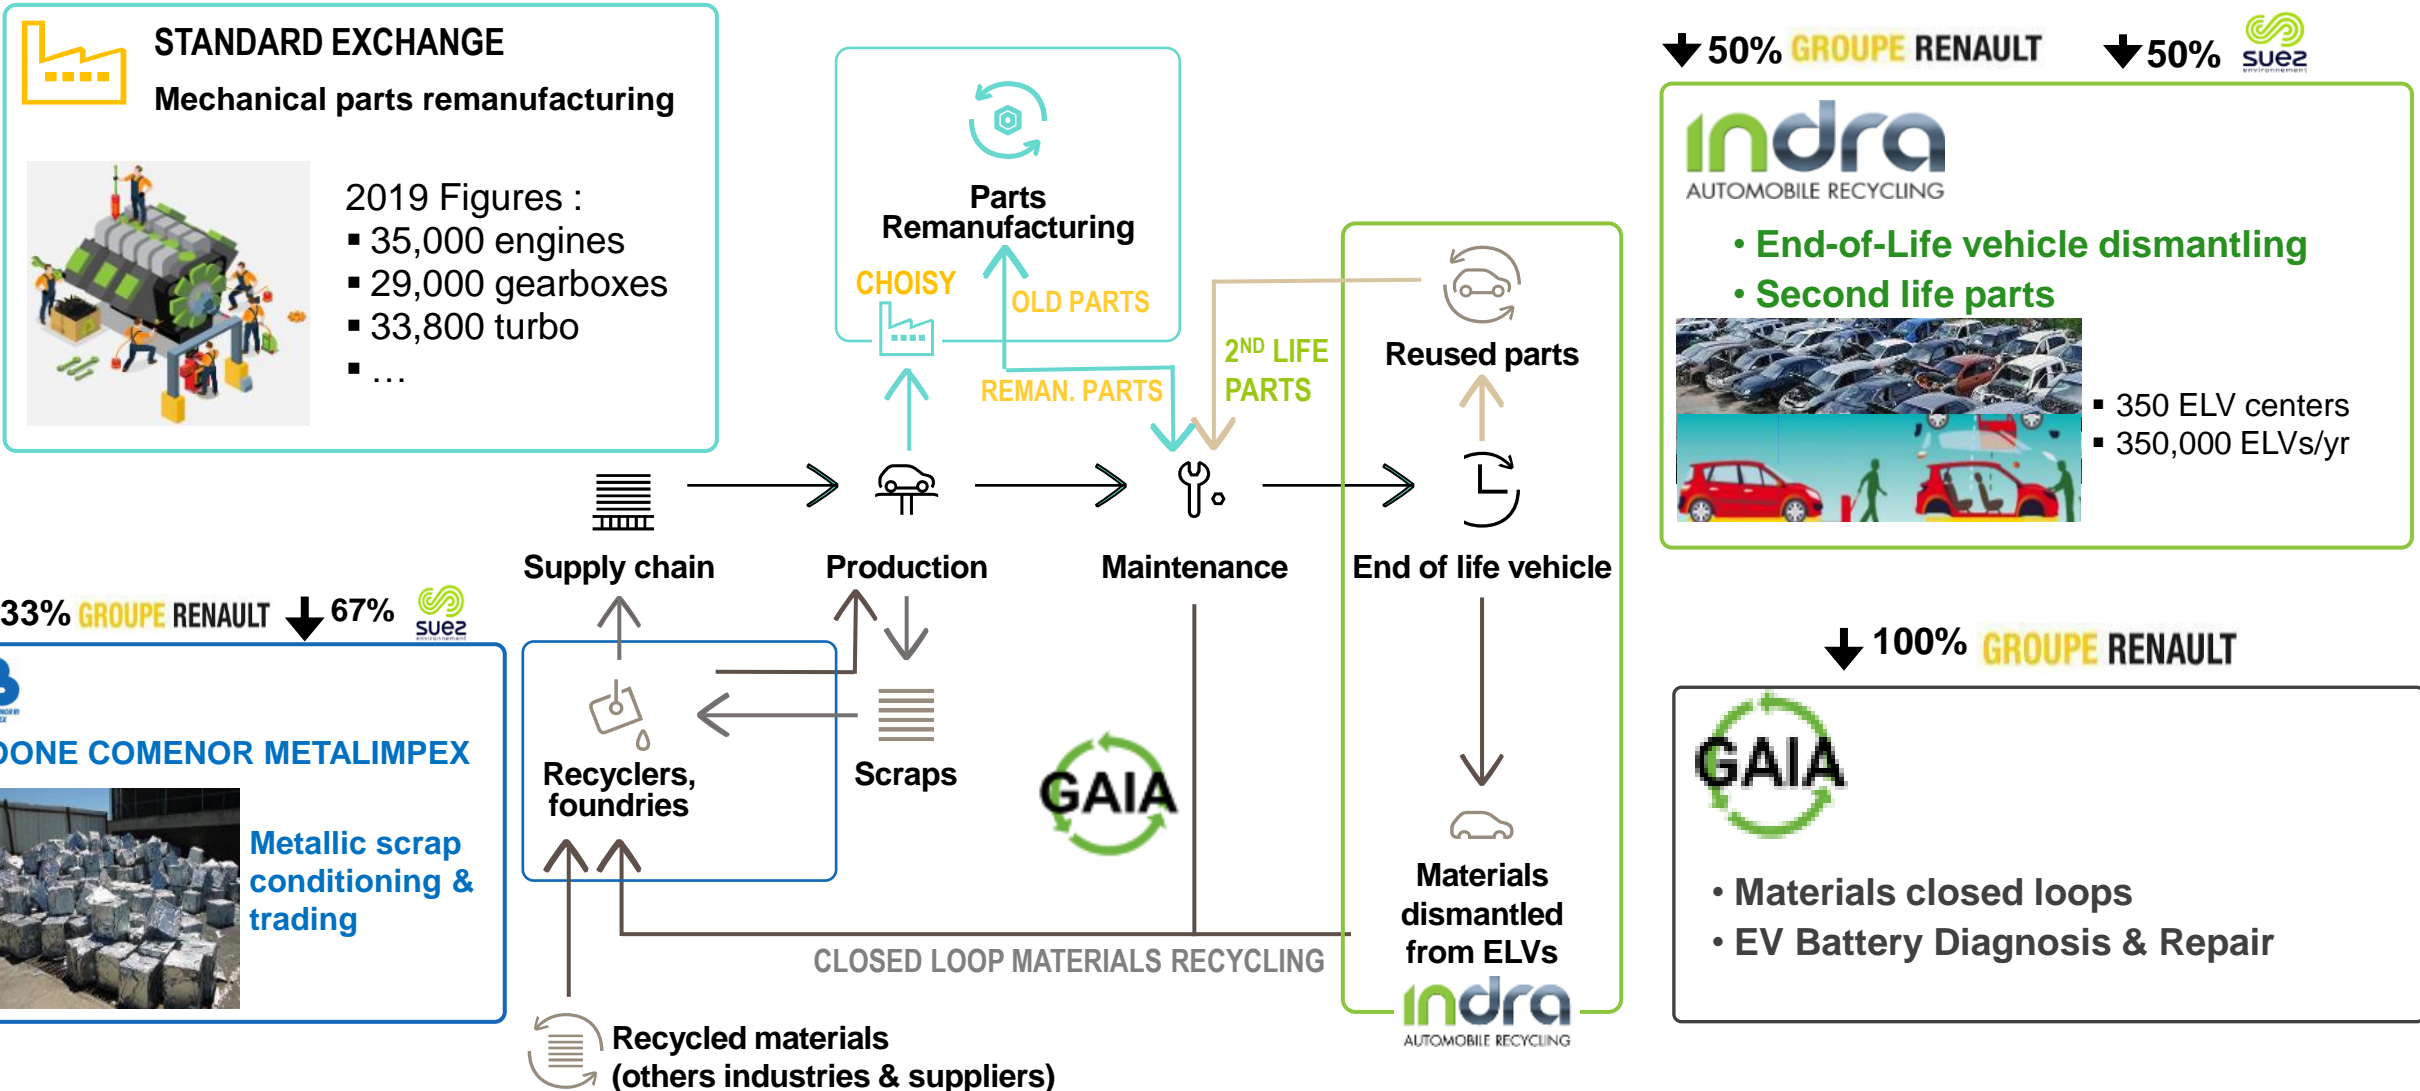 STANDARD EXCHANGE
Mechanical parts remanufacturing
2019 Figures :
▪ 35,000 engines
▪ 29,000 gearboxes
▪ 33,800 turbo
▪ …
Parts
Remanufacturing
CHOISY
OLD PARTS
REMAN. PARTS
2ND LIFE
PARTS
Reused parts
50% GROUPE RENAULT
50% suez
environnement
indra
AUTOMOBILE RECYCLING
• End-of-Life vehicle dismantling
• Second life parts
▪ 350 ELV centers
▪ 350,000 ELVs/yr
Supply chain
Production
Maintenance
End of life vehicle
33% GROUPE RENAULT
67% suez
environnement
DONE COMENOR METALIMPEX
Metallic scrap
conditioning &
trading
Recyclers,
foundries
Scraps
GAIA
Materials
dismantled
from ELVs
indra
AUTOMOBILE RECYCLING
CLOSED LOOP MATERIALS RECYCLING
Recycled materials
(others industries & suppliers)
100% GROUPE RENAULT
GAIA
• Materials closed loops
• EV Battery Diagnosis & Repair